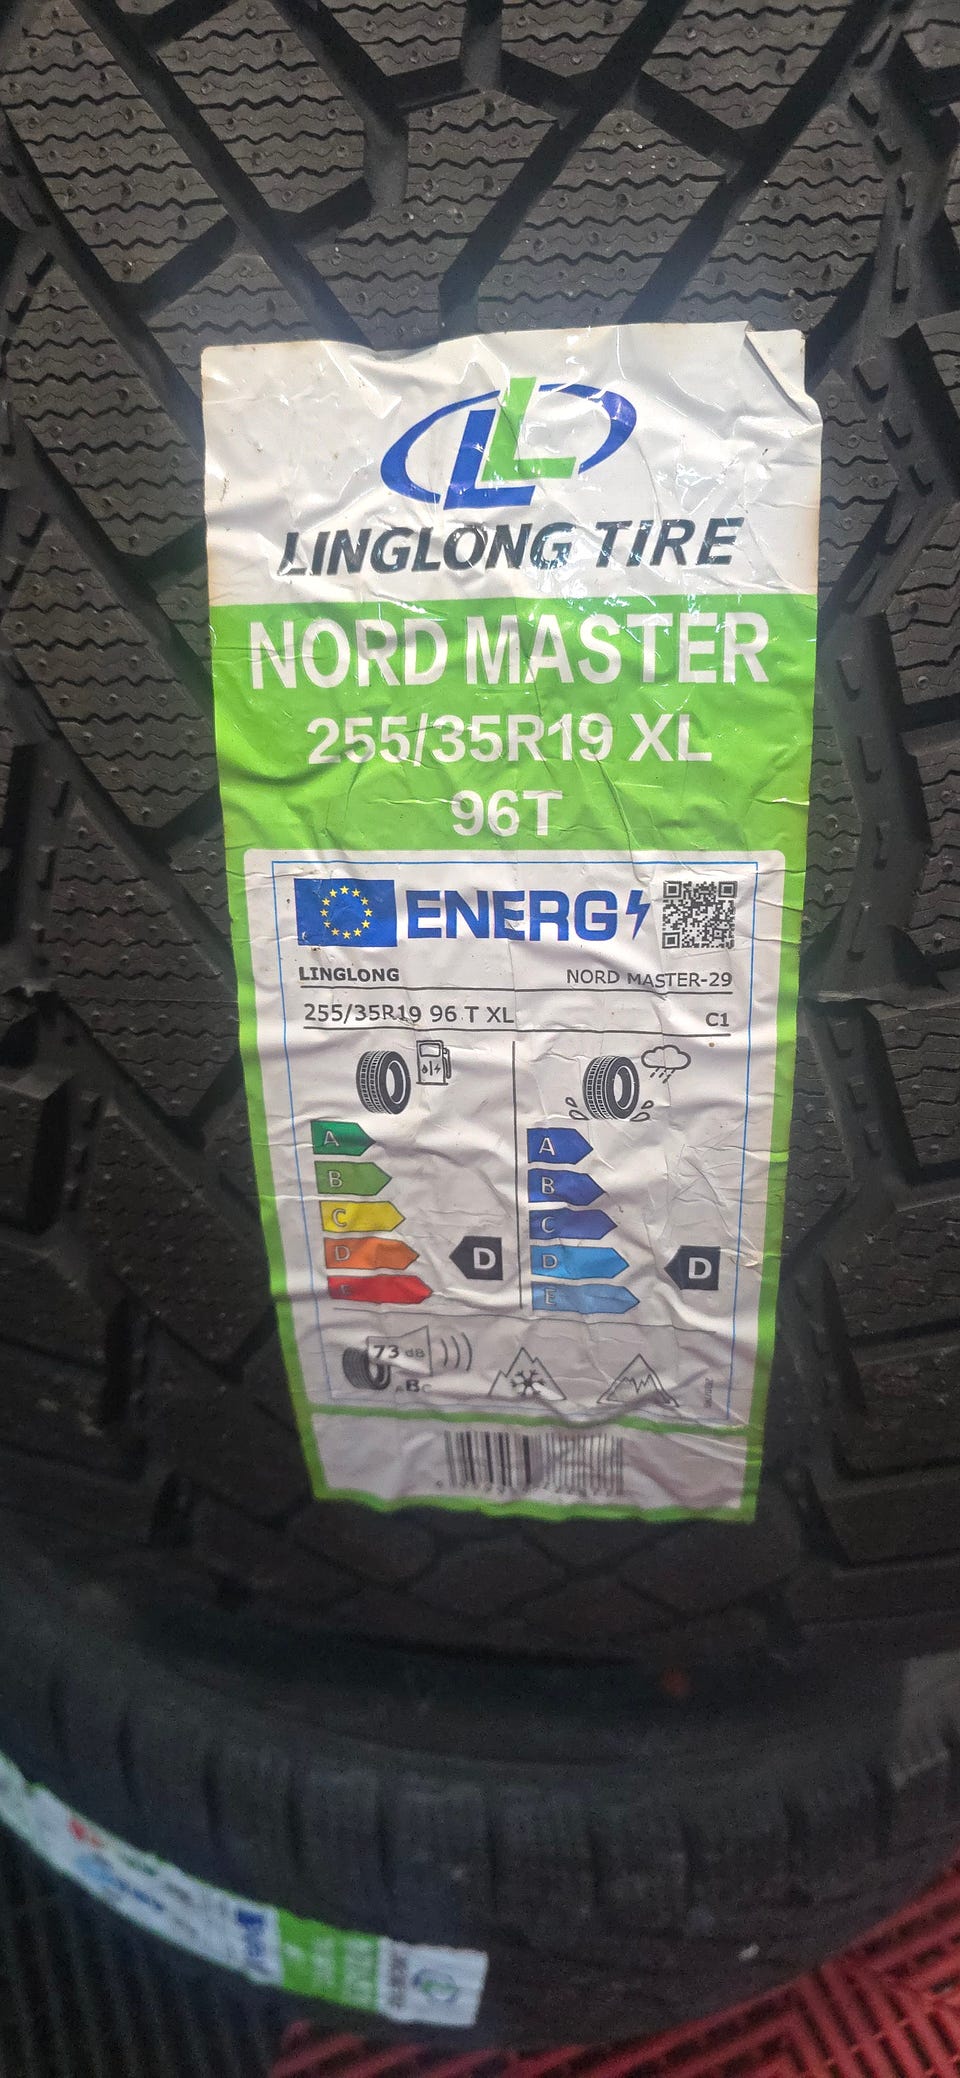 LINGLONG TIRE
NORD MASTER
255/35R19 XL
96T
ENERG
LINGLONG NORD MASTER-29
255/35R19 96 T XL C1
A A
B B
C C
D D D D
E E
73 dB
ABC